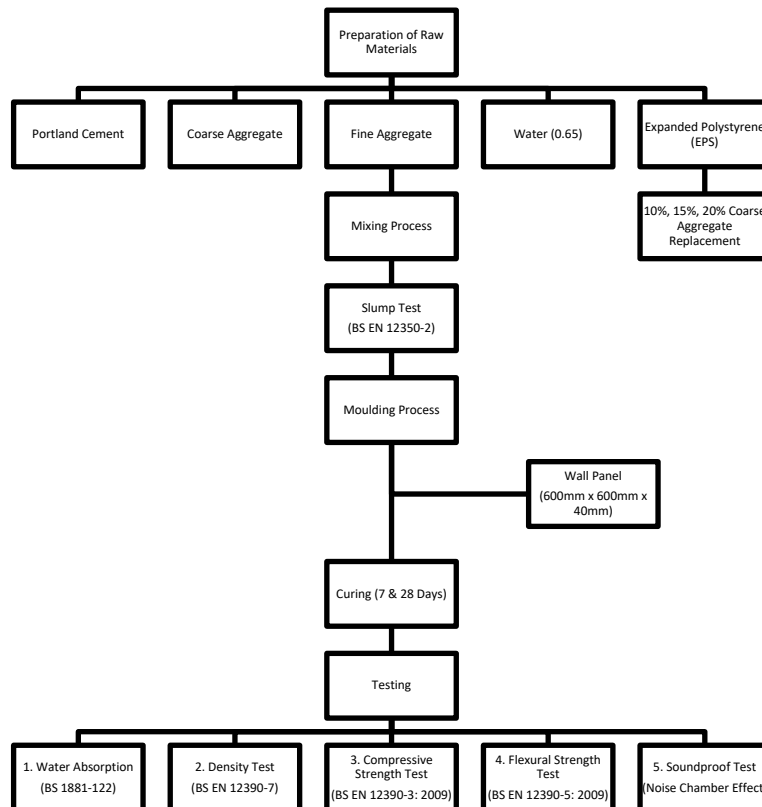 Preparation of Raw
Materials
Portland Cement
Coarse Aggregate
Fine Aggregate
Water (0.65)
Expanded Polystyrene
(EPS)
Mixing Process
10%, 15%, 20% Coarse
Aggregate
Replacement
Slump Test
(BS EN 12350-2)
Moulding Process
Wall Panel
(600mm x 600mm x
40mm)
Curing (7 & 28 Days)
Testing
1. Water Absorption
(BS 1881-122)
2. Density Test
(BS EN 12390-7)
3. Compressive
Strength Test
(BS EN 12390-3: 2009)
4. Flexural Strength
Test
(BS EN 12390-5: 2009)
5. Soundproof Test
(Noise Chamber Effect